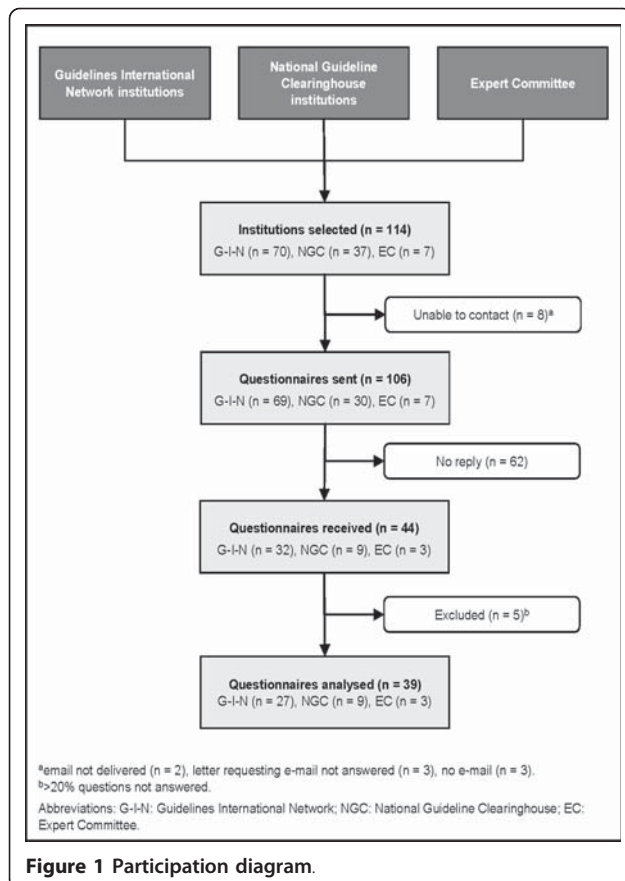 Guidelines International
Network institutions
National Guideline
Clearinghouse
institutions
Expert Committee
Institutions selected (n = 114)
G-I-N (n = 70), NGC (n = 37), EC (n = 7)
Unable to contact (n = 8)ᵃ
Questionnaires sent (n = 106)
G-I-N (n = 69), NGC (n = 30), EC (n = 7)
No reply (n = 62)
Questionnaires received (n = 44)
G-I-N (n = 32), NGC (n = 9), EC (n = 3)
Excluded (n = 5)ᵇ
Questionnaires analysed (n = 39)
G-I-N (n = 27), NGC (n = 9), EC (n = 3)
ᵃemail not delivered (n = 2), letter requesting e-mail not answered (n = 3), no e-mail (n = 3).
ᵇ>20% questions not answered.
Abbreviations: G-I-N: Guidelines International Network; NGC: National Guideline Clearinghouse; EC:
Expert Committee.
Figure 1 Participation diagram.